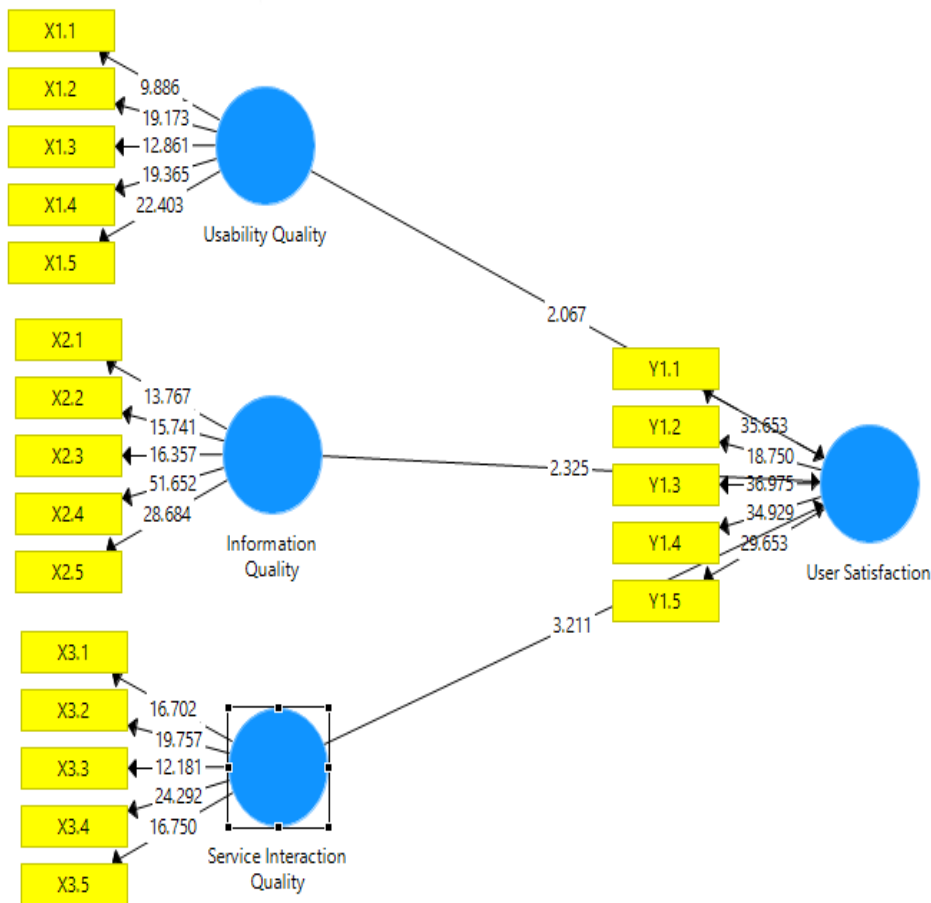 X1.1
9.886
X1.2
19.173
X1.3
12.861
X1.4
19.365
22.403
X1.5
Usability Quality
2.067
X2.1
13.767
X2.2
15.741
X2.3
16.357
X2.4
51.652
28.684
X2.5
Information
Quality
2.325
Y1.1
35.653
Y1.2
18.750
Y1.3
36.975
Y1.4
34.929
29.653
Y1.5
User Satisfaction
3.211
X3.1
16.702
X3.2
19.757
X3.3
12.181
X3.4
24.292
16.750
X3.5
Service Interaction
Quality